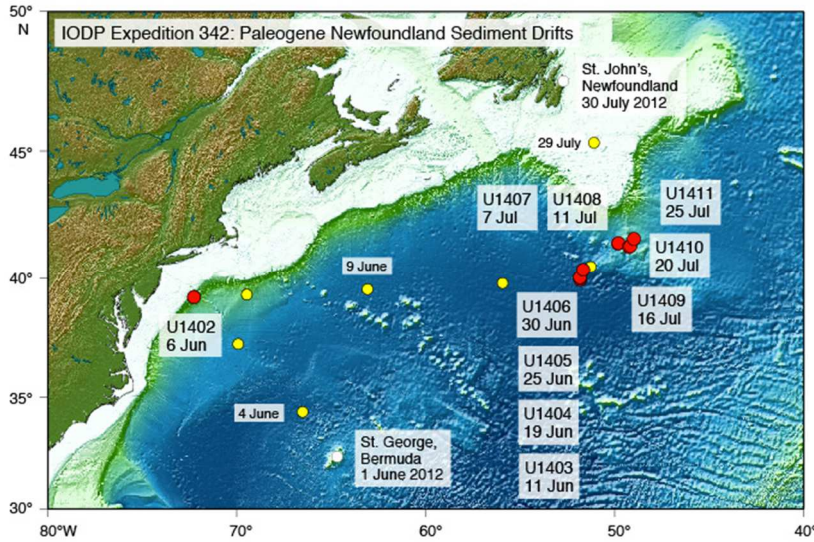 50°
N
IODP Expedition 342: Paleogene Newfoundland Sediment Drifts
St. John's,
Newfoundland
30 July 2012
29 July
45°
U1407
7 Jul
U1408
11 Jul
U1411
25 Jul
U1410
20 Jul
9 June
40°
U1409
16 Jul
U1406
30 Jun
U1402
6 Jun
U1405
25 Jun
35°
4 June
U1404
19 Jun
St. George,
Bermuda
1 June 2012
U1403
11 Jun
30°
80°W
70°
60°
50°
40°